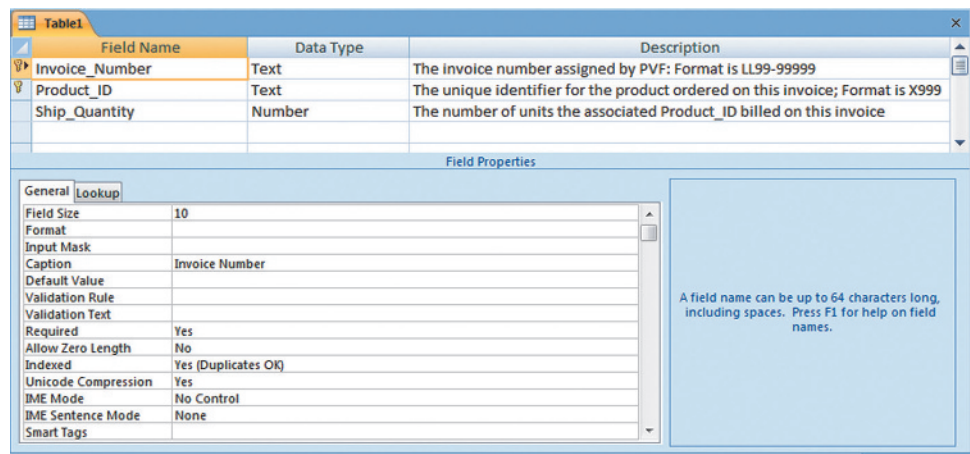 Table1
Field Name Data Type Description
Invoice_Number Text The invoice number assigned by PVF: Format is LL99-99999
Product_ID Text The unique identifier for the product ordered on this invoice; Format is X999
Ship_Quantity Number The number of units the associated Product_ID billed on this invoice
Field Properties
General Lookup
Field Size 10
Format
Input Mask
Caption Invoice Number
Default Value
Validation Rule
Validation Text
Required Yes
Allow Zero Length No
Indexed Yes (Duplicates OK)
Unicode Compression Yes
IME Mode No Control
IME Sentence Mode None
Smart Tags
A field name can be up to 64 characters long,
including spaces. Press F1 for help on field
names.